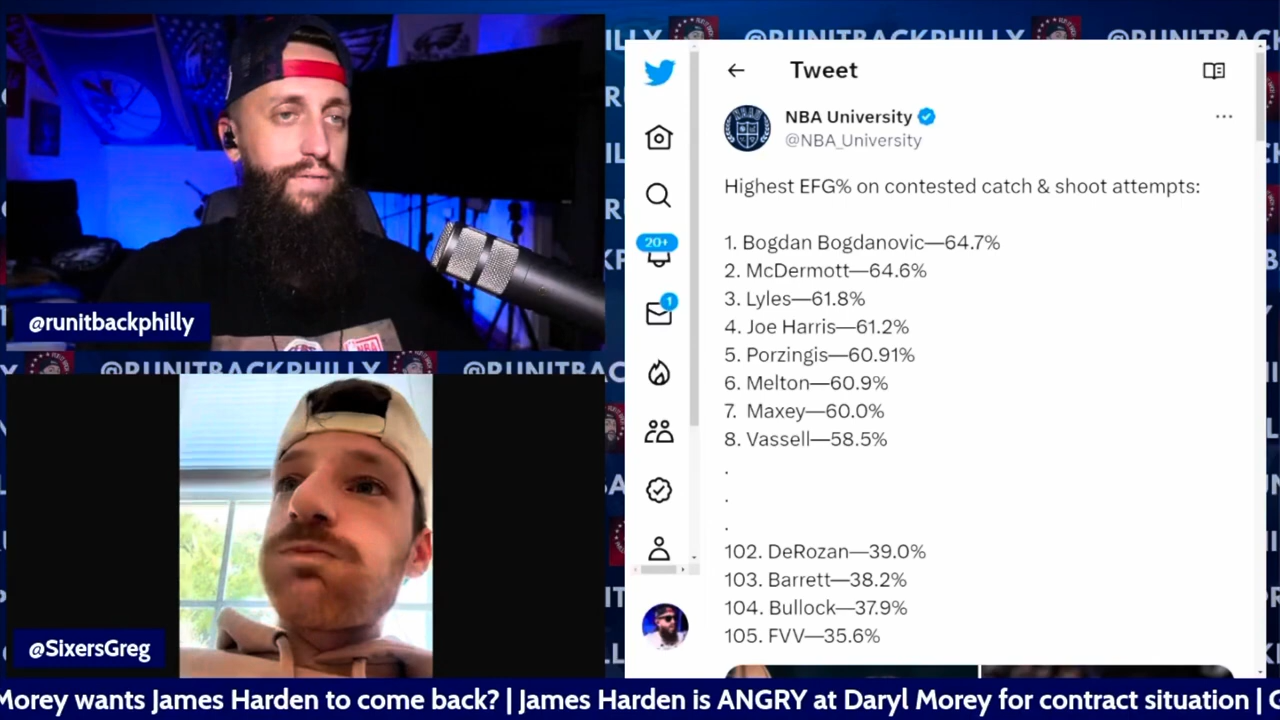 @RUNITBACKPHILLY
@runitbackphilly
@RUNITBACKPHILLY
@SixersGreg
Tweet
NBA University
@NBA_University
Highest EFG% on contested catch & shoot attempts:
1. Bogdan Bogdanovic—64.7%
2. McDermott—64.6%
3. Lyles—61.8%
4. Joe Harris—61.2%
5. Porzingis—60.91%
6. Melton—60.9%
7. Maxey—60.0%
8. Vassell—58.5%
.
.
.
102. DeRozan—39.0%
103. Barrett—38.2%
104. Bullock—37.9%
105. FVV—35.6%
20+
1
Morey wants James Harden to come back? | James Harden is ANGRY at Daryl Morey for contract situation |